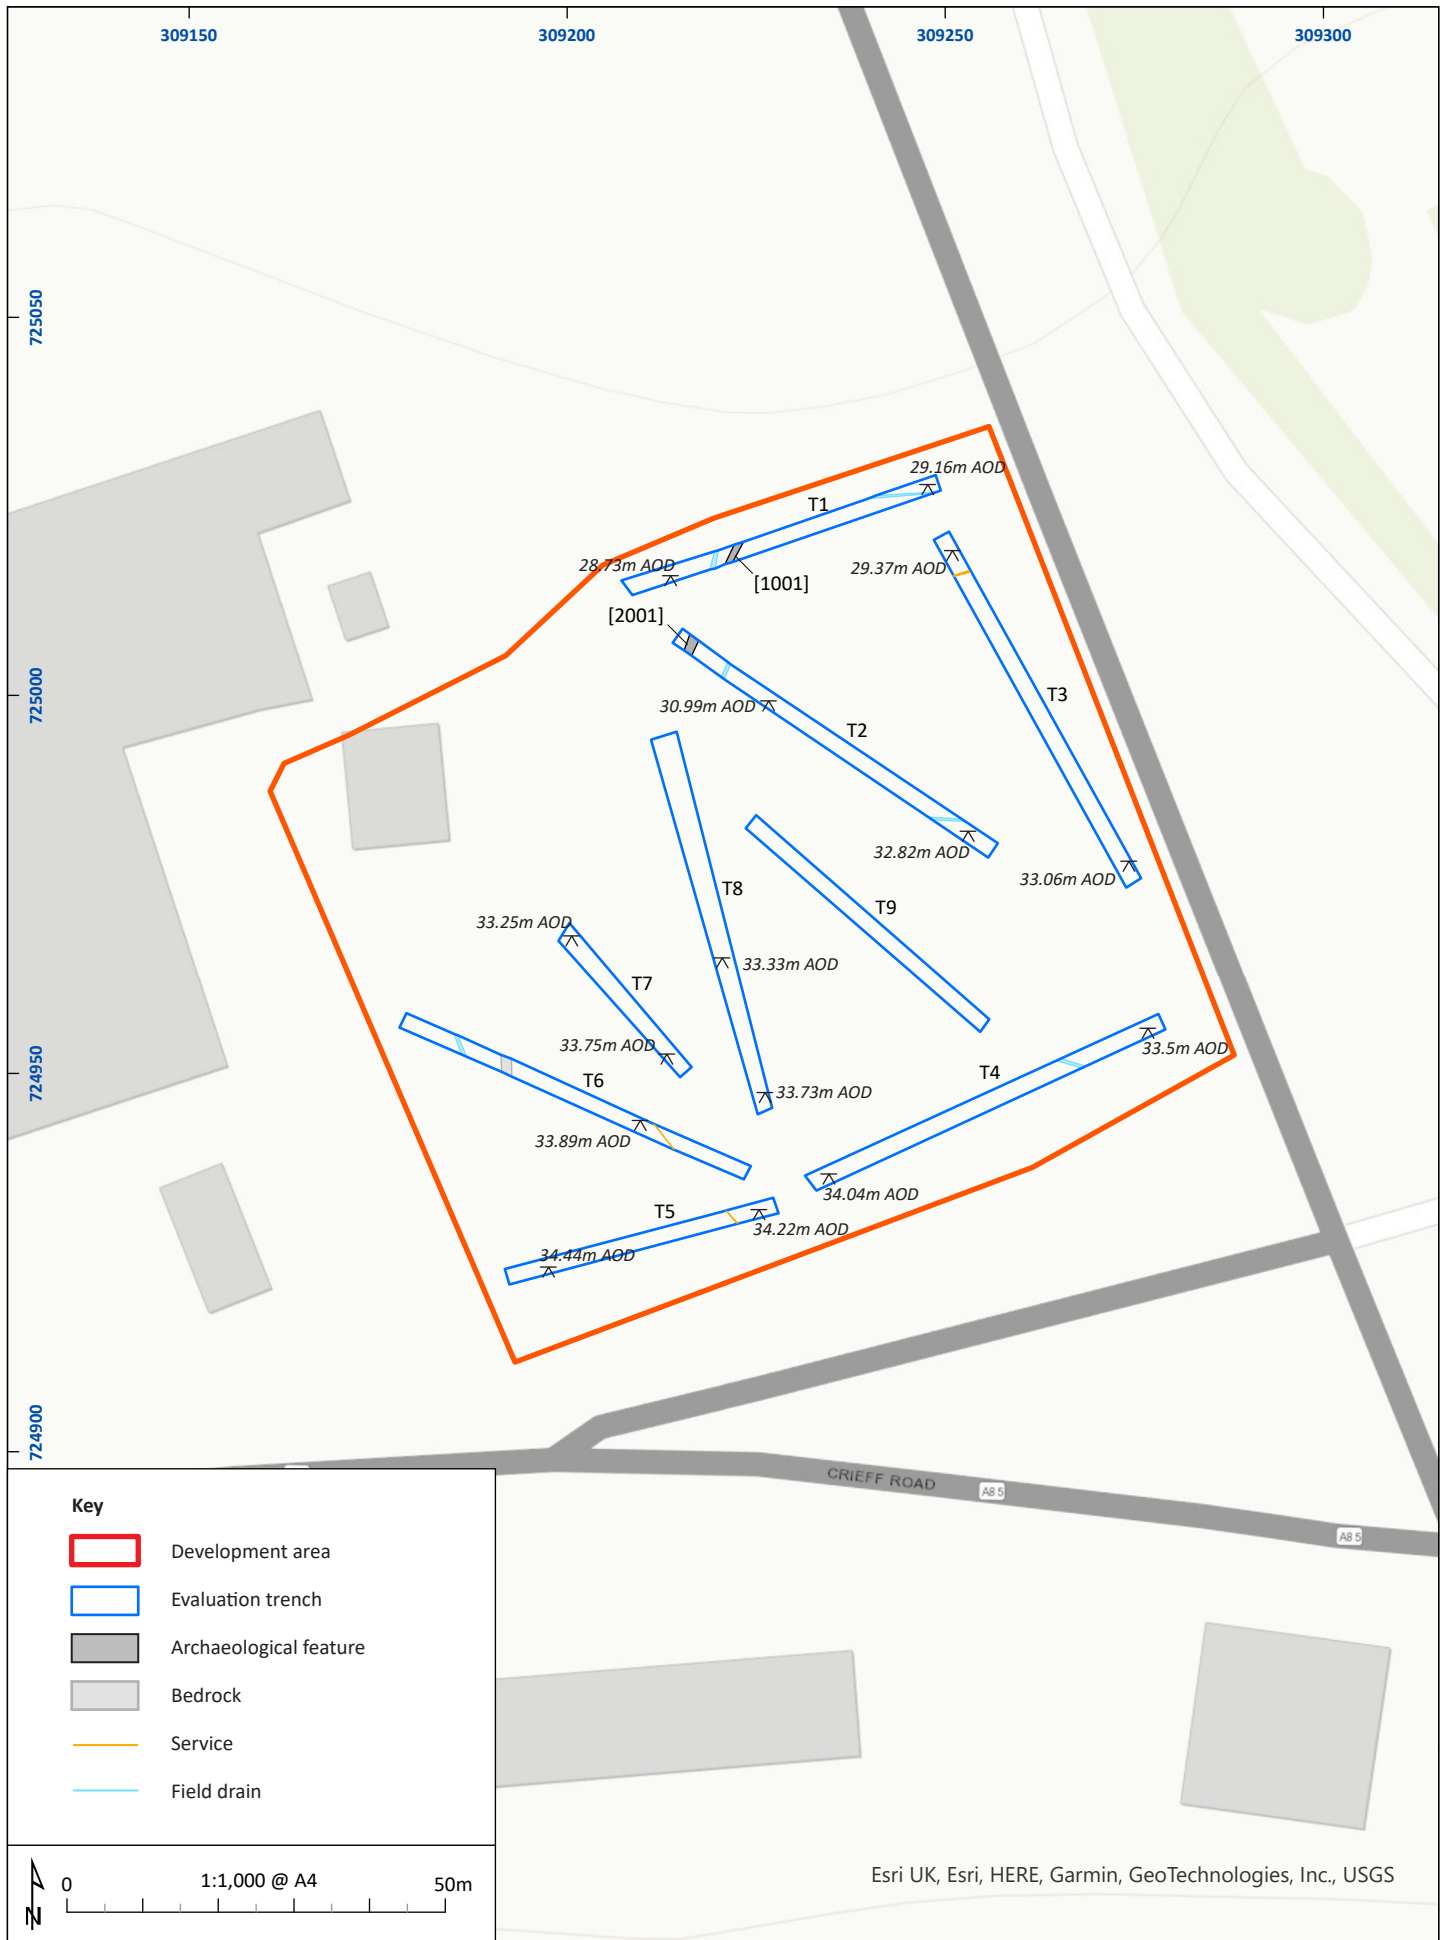 309150
309200
309250
309300
725050
725000
724950
724900
29.16m AOD
T1
28.73m AOD
[1001]
29.37m AOD
[2001]
T3
30.99m AOD
T2
32.82m AOD
33.06m AOD
T8
T9
33.25m AOD
33.33m AOD
T7
33.75m AOD
33.5m AOD
T6
T4
33.73m AOD
33.89m AOD
34.04m AOD
T5
34.22m AOD
34.44m AOD
CRIEFF ROAD
A85
A85
Key
Development area
Evaluation trench
Archaeological feature
Bedrock
Service
Field drain
N
0
1:1,000 @ A4
50m
Esri UK, Esri, HERE, Garmin, GeoTechnologies, Inc., USGS